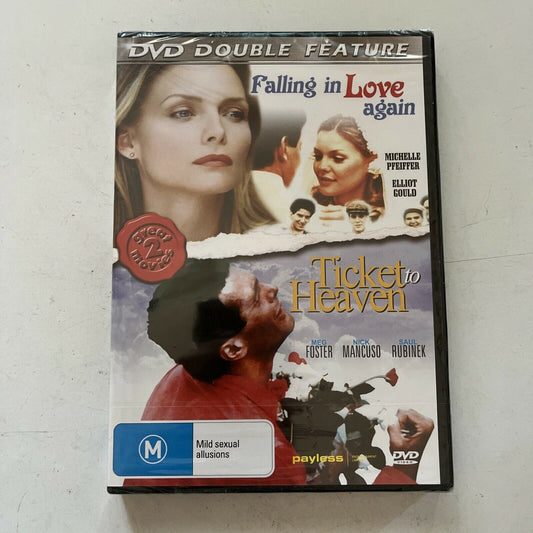 DVD DOUBLE FEATURE
Falling in Love
again
MICHELLE
PFEIFFER
ELLIOT
GOULD
great
2
movies
Ticket to
Heaven
MEG
FOSTER
NICK
MANCUSO
SAUL
RUBINEK
M
Mild sexual
allusions
payless
DVD
VIDEO